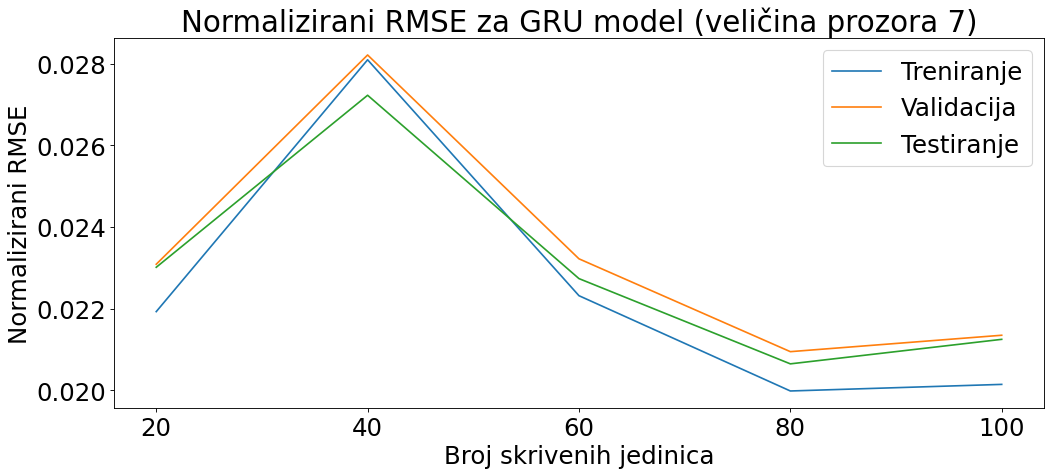 Normalizirani RMSE za GRU model (veličina prozora 7)
Treniranje
Validacija
Testiranje
Normalizirani RMSE
0.028
0.026
0.024
0.022
0.020
20 40 60 80 100
Broj skrivenih jedinica